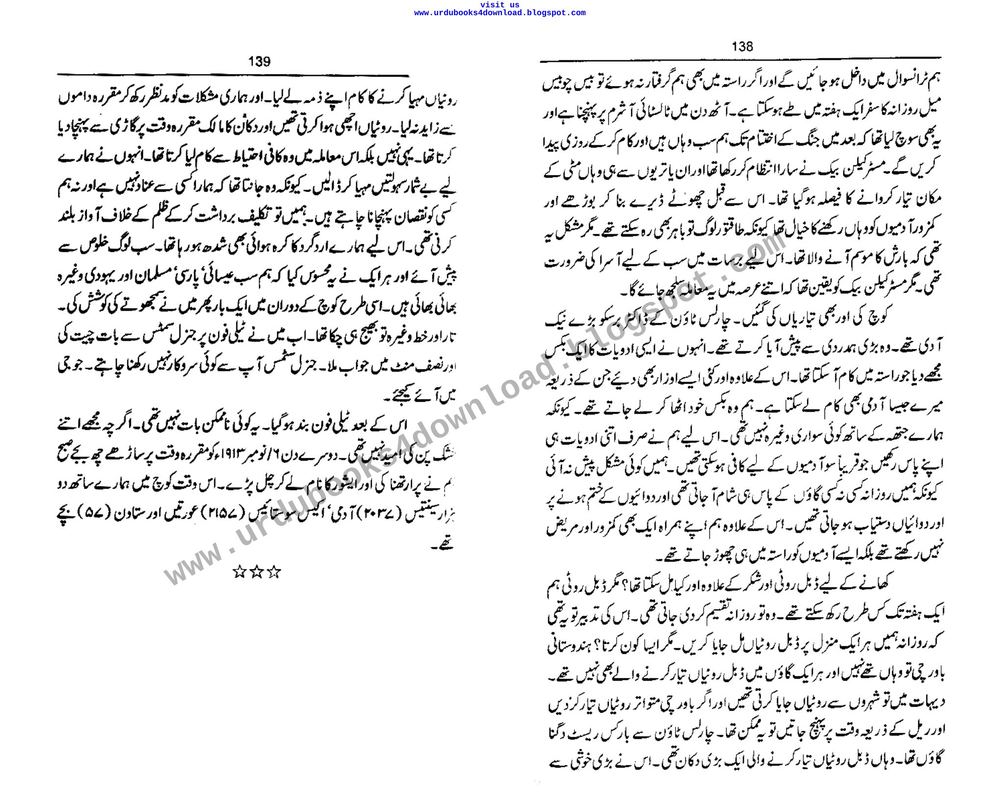 visit us
www.urdubooks4download.blogspot.com
138
ہم ٹرانسوال میں داخل ہو جائیں گے اور اگر راستہ میں بھی ہم گرفتار نہ ہوئے تو بیس چوبیس
میل روزانہ کا سفر ایک ہفتہ میں طے ہو سکتا ہے۔ آٹھ دن میں ٹالسٹائی آشرم پر پہنچنا ہے اور
یہ بھی سوچ لیا تھا کہ بعد میں جنگ کے اختتام تک ہم سب وہاں ہیں اور کام کر کے روزی پیدا
کریں گے۔ مسٹر کیلن بیک نے سارا انتظام کر رکھا تھا اور ان یاتریوں سے ہی وہاں مٹی کے
مکان تیار کروانے کا فیصلہ ہو گیا تھا۔ اس سے قبل چھوٹے ڈیرے بنا کر بوڑھے اور
کمزور آدمیوں کو وہاں رکھنے کا خیال تھا کیونکہ طاقتور لوگ تو باہر بھی رہ سکتے تھے۔ مگر مشکل یہ
تھی کہ بارش کا موسم آنے والا تھا۔ اس لیے برسات میں سب کے لیے آسرا کی ضرورت
تھی۔ مگر مسٹر کیلن بیک کو یقین تھا کہ اتنے عرصہ میں یہ معاملہ سلجھ جائے گا۔
کوچ کی اور بھی تیاریاں کی گئیں۔ چارلس ٹاؤن کے ڈاکٹر برسکو بڑے نیک
آدمی تھے۔ وہ بڑی ہمدردی سے پیش آیا کرتے تھے۔ انہوں نے ایسی ادویات کا ایک بکس
مجھے دیا جو راستہ میں کام آ سکتا تھا۔ اس کے علاوہ اور کئی ایسے اوزار بھی دیئے جن کے ذریعہ
میرے جیسا آدمی بھی کام لے سکتا ہے۔ ہم وہ بکس خود اٹھا کر لے جاتے تھے۔ کیونکہ
ہمارے جتھہ کے ساتھ کوئی سواری وغیرہ نہیں تھی۔ اس لیے ہم نے صرف اتنی ادویات ہی
اپنے پاس رکھیں جو قریباً سو آدمیوں کے لیے کافی ہو سکتی تھیں۔ ہمیں کوئی مشکل پیش نہ آئی
کیونکہ ہمیں روزانہ کسی نہ کسی گاؤں کے پاس ہی شام آ جاتی تھی اور دوائیوں کے ختم ہونے پر
اور دوائیاں دستیاب ہو جاتی تھیں۔ اس کے علاوہ ہم اپنے ہمراہ ایک بھی کمزور اور مریض
نہیں رکھتے تھے بلکہ ایسے آدمیوں کو راستہ میں ہی چھوڑ جاتے تھے۔
کھانے کے لیے ڈبل روٹی اور شکر کے علاوہ اور کیا مل سکتا تھا؟ مگر ڈبل روٹی ہم
ایک ہفتہ تک کس طرح رکھ سکتے تھے۔ وہ تو روزانہ تقسیم کر دی جاتی تھی۔ اس کی تدبیر تو یہ تھی
کہ روزانہ ہمیں ہر ایک منزل پر ڈبل روٹیاں مل جایا کریں۔ مگر ایسا کون کرتا؟ ہندوستانی
باورچی تو وہاں تھے نہیں اور ہر ایک گاؤں میں ڈبل روٹیاں تیار کرنے والے بھی نہیں تھے۔
دیہات میں تو شہروں سے روٹیاں جایا کرتی تھیں اور اگر باورچی متواتر روٹیاں تیار کر دیں
اور ریل کے ذریعہ وقت پر پہنچ جاتیں تو یہ ممکن تھا۔ چارلس ٹاؤن سے بارکس ریسٹ دگنا
گاؤں تھا۔ وہاں ڈبل روٹیاں تیار کرنے والی ایک بڑی دکان تھی۔ اس نے بڑی خوشی سے
139
روٹیاں مہیا کرنے کا کام اپنے ذمہ لے لیا۔ اور ہماری مشکلات کو مدنظر رکھ کر مقررہ داموں
سے زاید نہ لیا۔ روٹیاں اچھی ہوا کرتی تھیں اور دکان کا مالک مقررہ وقت پر گاڑی سے پہنچا دیا
کرتا تھا۔ یہی نہیں بلکہ اس معاملہ میں وہ کافی احتیاط سے کام لیا کرتا تھا۔ انہوں نے ہمارے
لیے بے شمار سہولتیں مہیا کر ڈالیں۔ کیونکہ وہ جانتا تھا کہ ہمارا کسی سے عناد نہیں ہے اور نہ ہم
کسی کو نقصان پہنچانا چاہتے ہیں۔ ہمیں تو تکلیف برداشت کر کے ظلم کے خلاف آواز بلند
کرنی تھی۔ اس لیے ہمارے ارد گرد کا کرہ ہوائی بھی شدھ ہو رہا تھا۔ سب لوگ خلوص سے
پیش آئے اور ہر ایک نے یہ محسوس کیا کہ ہم سب عیسائی' پارسی' مسلمان اور یہودی وغیرہ
بھائی بھائی ہیں۔ اسی طرح کوچ کے دوران میں ایک بار پھر میں نے سمجھوتے کی کوشش کی۔
تار اور خط وغیرہ تو بھیج ہی چکا تھا۔ اب میں نے ٹیلی فون پر جنرل سمٹس سے بات چیت کی
اور نصف منٹ میں جواب ملا۔ جنرل سمٹس آپ سے کوئی سروکار نہیں رکھنا چاہتے۔ جو جی
میں آئے کیجئے۔
اس کے بعد ٹیلی فون بند ہو گیا۔ یہ کوئی ناممکن بات نہیں تھی۔ اگرچہ مجھے اتنے
خشک پن کی امید نہیں تھی۔ دوسرے دن ۶/نومبر ۱۹۱۳ء کو مقررہ وقت پر ساڑھے چھ بجے صبح
ہم نے پرارتھنا کی اور ایشور کا نام لے کر چل پڑے۔ اس وقت کوچ میں ہمارے ساتھ دو
ہزار سینتیس (۲۰۳۷) آدمی' اکیس سو ستائیس (۲۱۵۷) عورتیں اور ستاون (۵۷) بچے
تھے۔
☆☆☆
www.urdubooks4download.blogspot.com